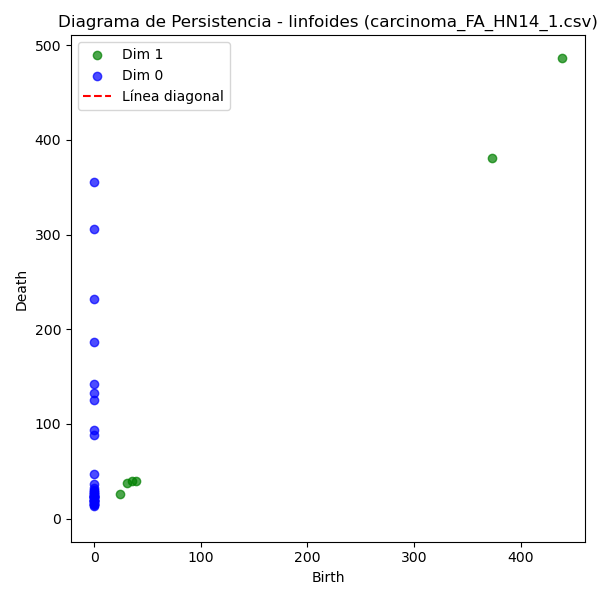 Diagrama de Persistencia - linfoides (carcinoma_FA_HN14_1.csv)
Dim 1
Dim 0
Línea diagonal
500
400
300
200
100
0
Death
0 100 200 300 400
Birth